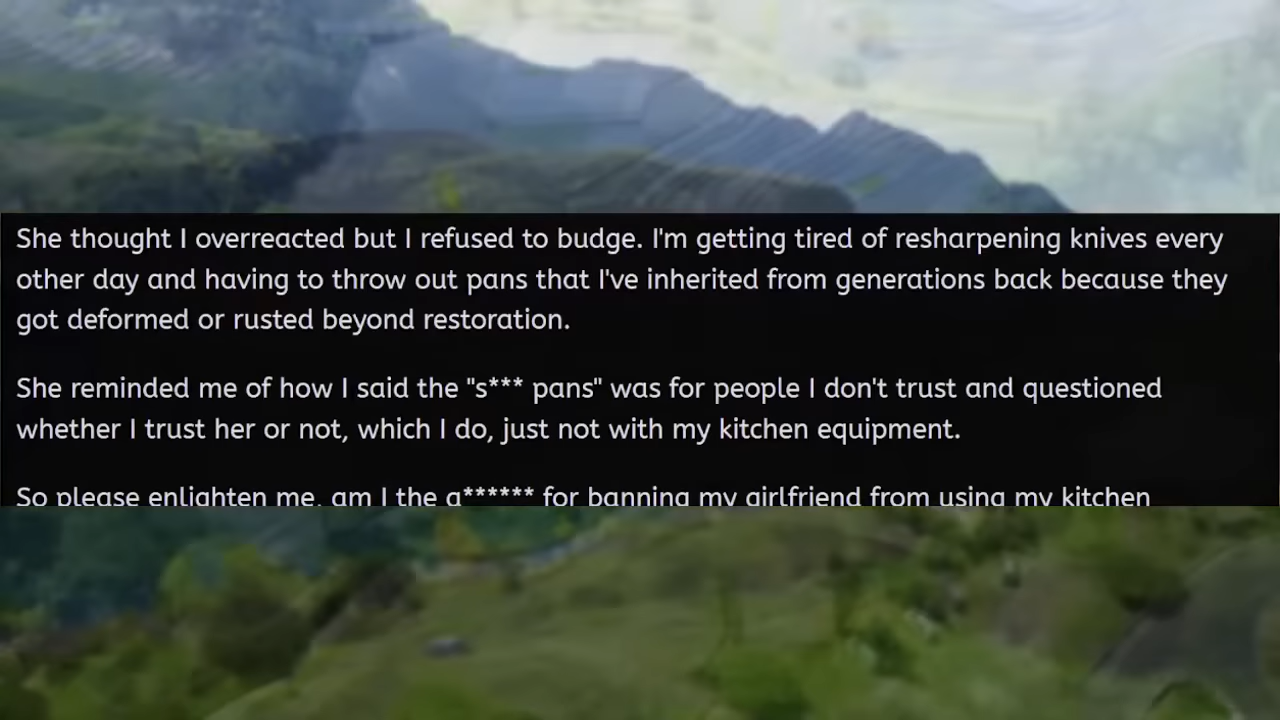 She thought I overreacted but I refused to budge. I'm getting tired of resharpening knives every
other day and having to throw out pans that I've inherited from generations back because they
got deformed or rusted beyond restoration.
She reminded me of how I said the "s*** pans" was for people I don't trust and questioned
whether I trust her or not, which I do, just not with my kitchen equipment.
So please enlighten me, am I the a****** for banning my girlfriend from using my kitchen